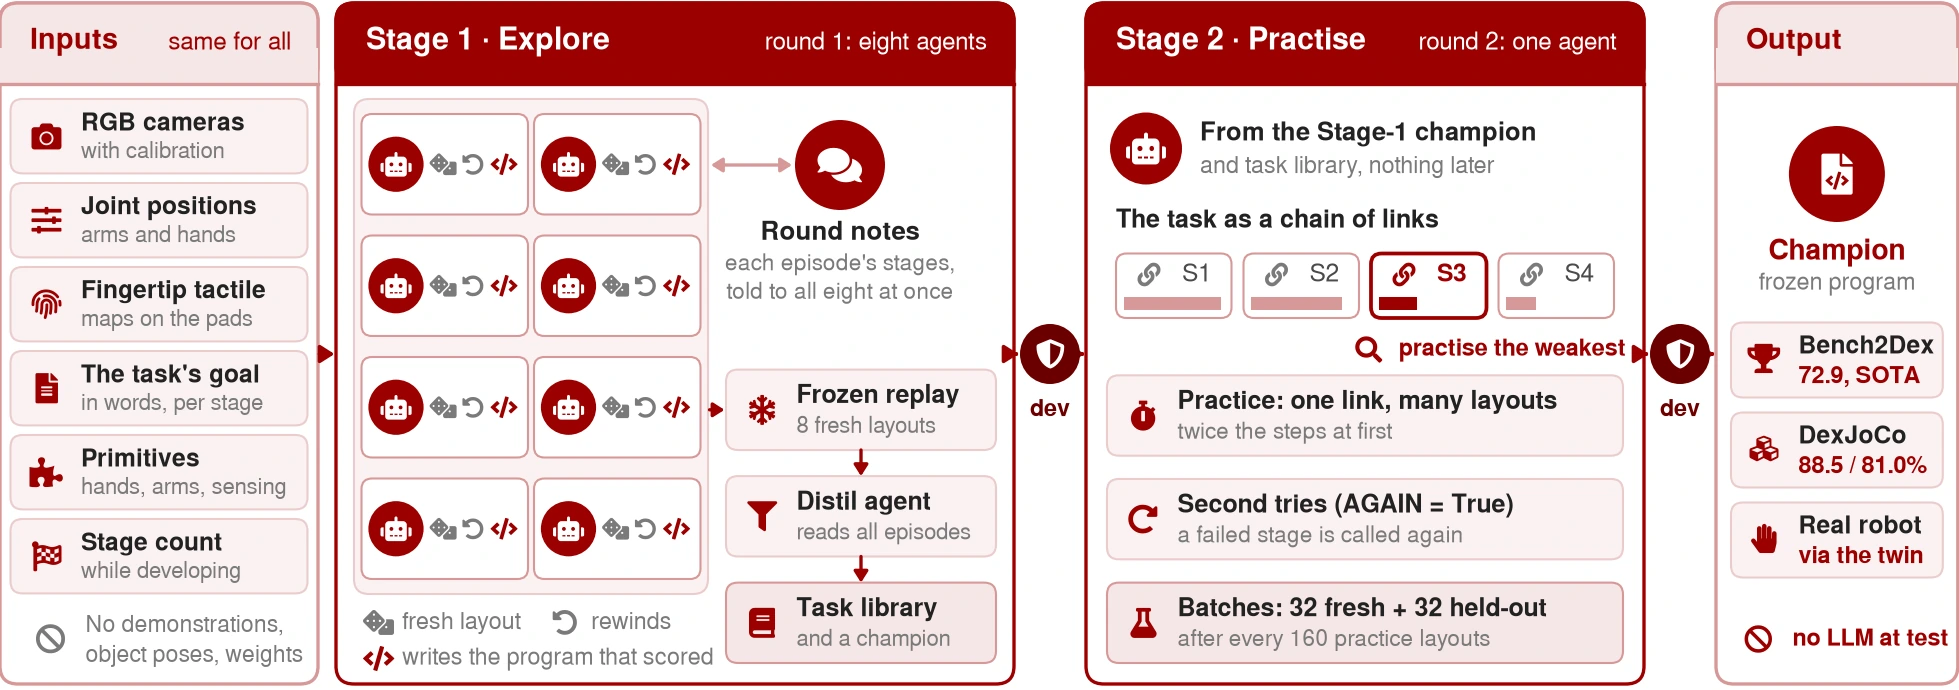 Inputs
same for all
RGB cameras
with calibration
Joint positions
arms and hands
Fingertip tactile
maps on the pads
The task's goal
in words, per stage
Primitives
hands, arms, sensing
Stage count
while developing
No demonstrations,
object poses, weights
Stage 1 · Explore
round 1: eight agents
Round notes
each episode's stages,
told to all eight at once
Frozen replay
8 fresh layouts
Distil agent
reads all episodes
Task library
and a champion
fresh layout
rewinds
</> writes the program that scored
dev
Stage 2 · Practise
round 2: one agent
From the Stage-1 champion
and task library, nothing later
The task as a chain of links
S1
S2
S3
S4
practise the weakest
Practice: one link, many layouts
twice the steps at first
Second tries (AGAIN = True)
a failed stage is called again
Batches: 32 fresh + 32 held-out
after every 160 practice layouts
dev
Output
Champion
frozen program
Bench2Dex
72.9, SOTA
DexJoCo
88.5 / 81.0%
Real robot
via the twin
no LLM at test